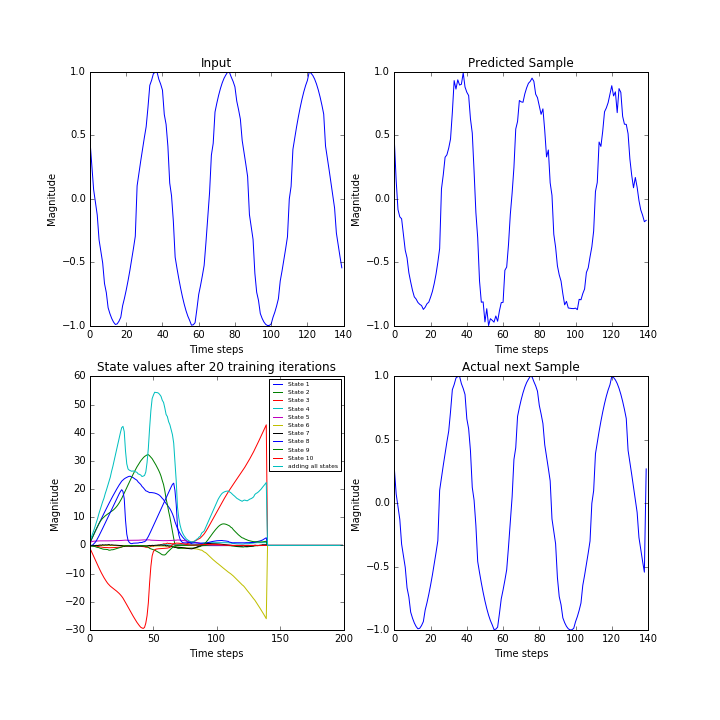 Input
1.0
0.5
0.0
−0.5
−1.0
Magnitude
0 20 40 60 80 100 120 140
Time steps
Predicted Sample
1.0
0.5
0.0
−0.5
−1.0
Magnitude
0 20 40 60 80 100 120 140
Time steps
State values after 20 training iterations
60
50
40
30
20
10
0
−10
−20
−30
Magnitude
0 50 100 150 200
Time steps
State 1
State 2
State 3
State 4
State 5
State 6
State 7
State 8
State 9
State 10
adding all states
Actual next Sample
1.0
0.5
0.0
−0.5
−1.0
Magnitude
0 20 40 60 80 100 120 140
Time steps